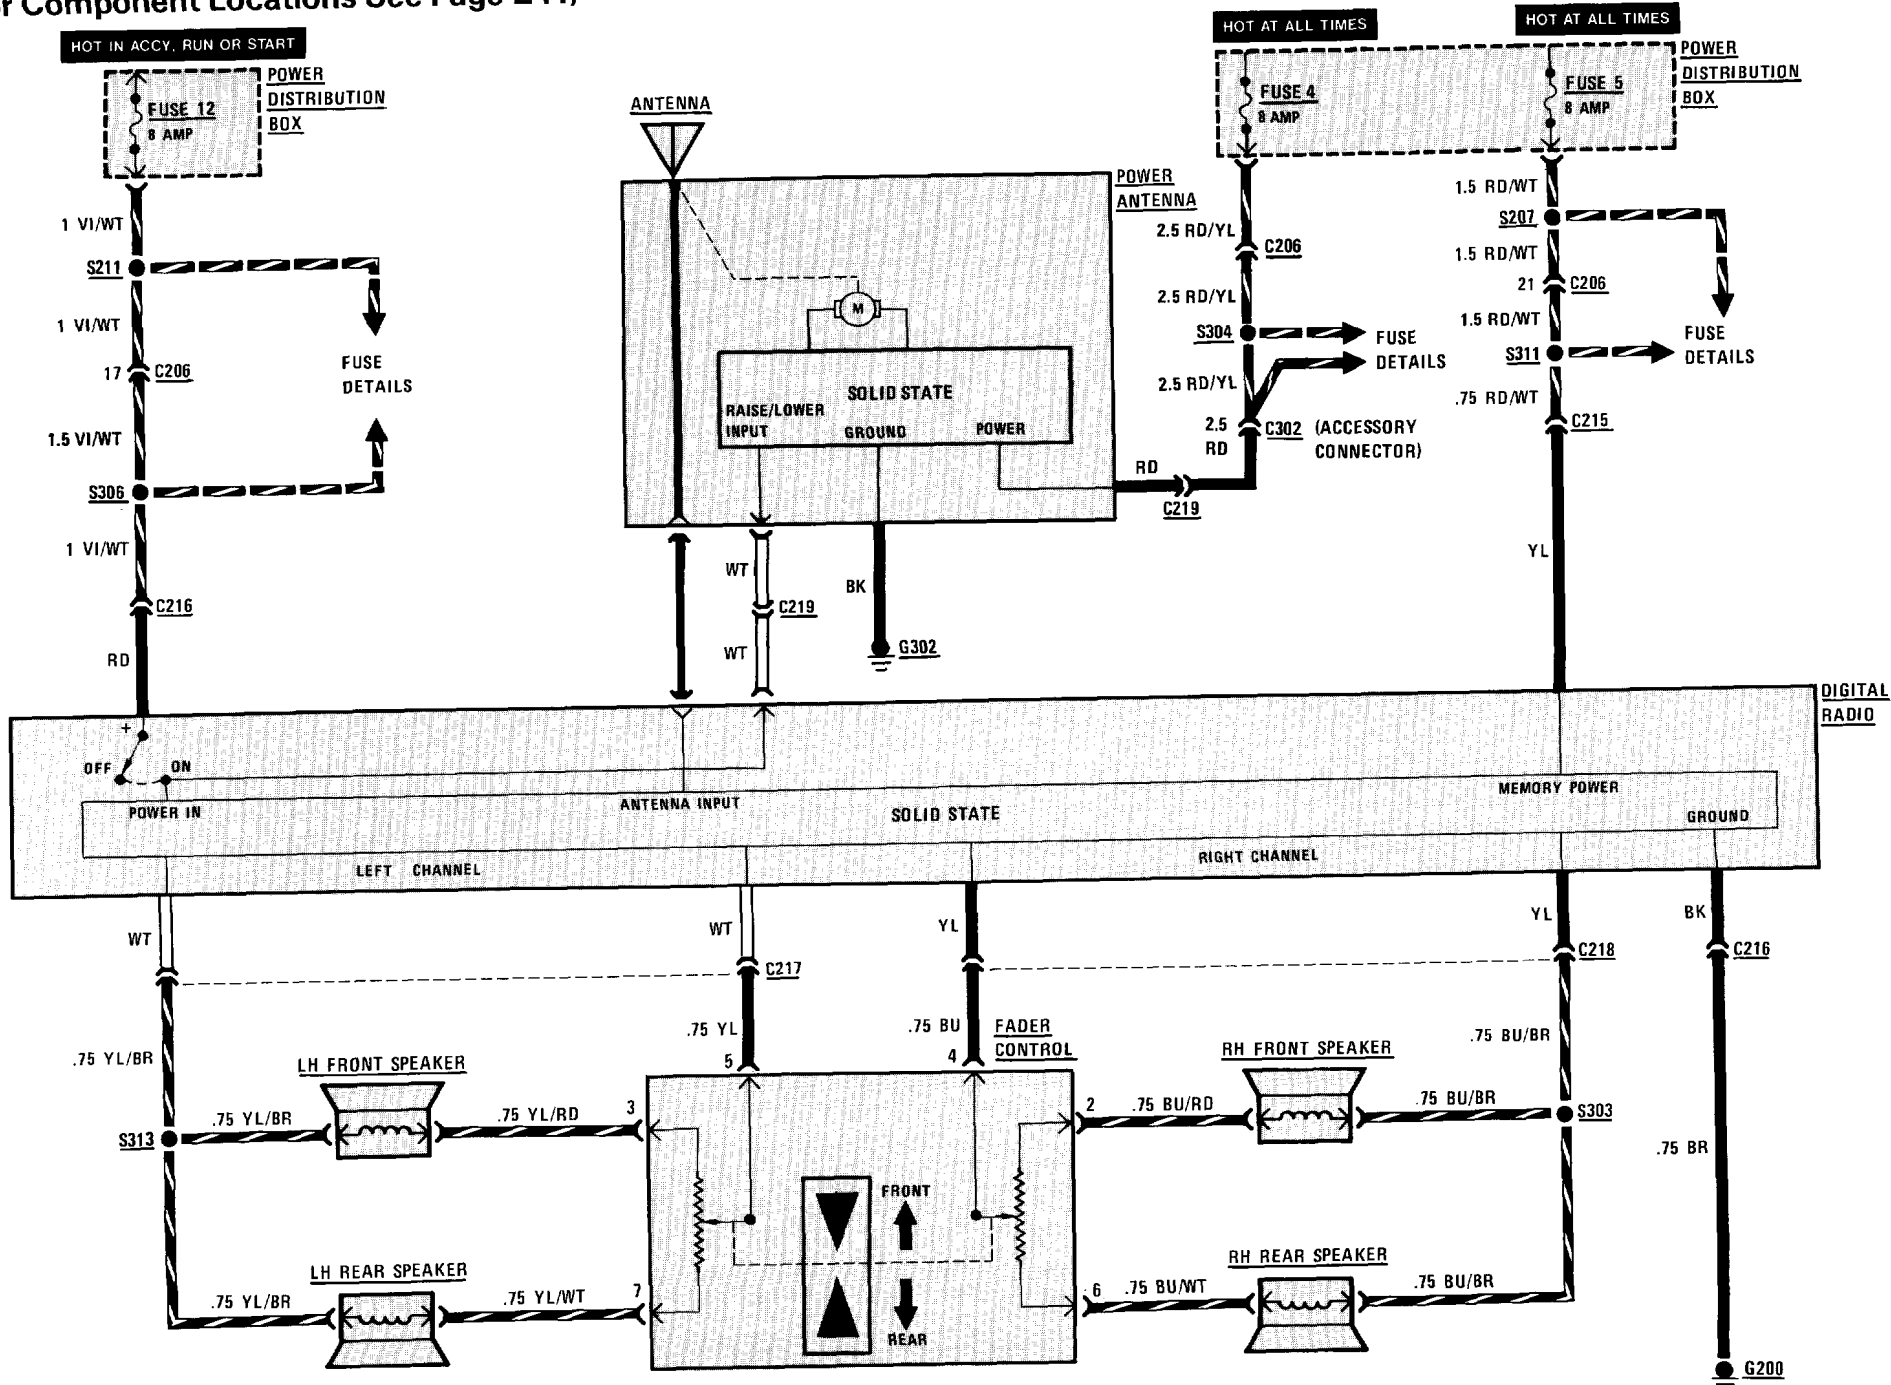 r Component Locations See Page
HOT IN ACCY, RUN OR START
POWER
DISTRIBUTION
BOX
FUSE 12
8 AMP
1 VI/WT
S211
1 VI/WT
17
C206
FUSE
DETAILS
1.5 VI/WT
S306
1 VI/WT
C216
RD
ANTENNA
POWER
ANTENNA
M
SOLID STATE
RAISE/LOWER
INPUT
GROUND
POWER
WT
C219
WT
BK
G302
RD
C219
HOT AT ALL TIMES
HOT AT ALL TIMES
POWER
DISTRIBUTION
BOX
FUSE 4
8 AMP
FUSE 5
8 AMP
2.5 RD/YL
C206
2.5 RD/YL
S304
FUSE
DETAILS
2.5 RD/YL
2.5
RD
C302
(ACCESSORY
CONNECTOR)
1.5 RD/WT
S207
1.5 RD/WT
21
C206
1.5 RD/WT
S311
FUSE
DETAILS
.75 RD/WT
C215
YL
DIGITAL
RADIO
+
OFF
ON
POWER IN
ANTENNA INPUT
SOLID STATE
MEMORY POWER
GROUND
LEFT CHANNEL
RIGHT CHANNEL
WT
WT
C217
YL
YL
C218
BK
C216
.75 YL/BR
.75 YL
5
.75 BU
4
FADER
CONTROL
.75 BU/BR
LH FRONT SPEAKER
RH FRONT SPEAKER
S313
.75 YL/BR
.75 YL/RD
3
2
.75 BU/RD
.75 BU/BR
S303
.75 BR
FRONT
REAR
LH REAR SPEAKER
RH REAR SPEAKER
.75 YL/BR
.75 YL/WT
7
6
.75 BU/WT
.75 BU/BR
G200